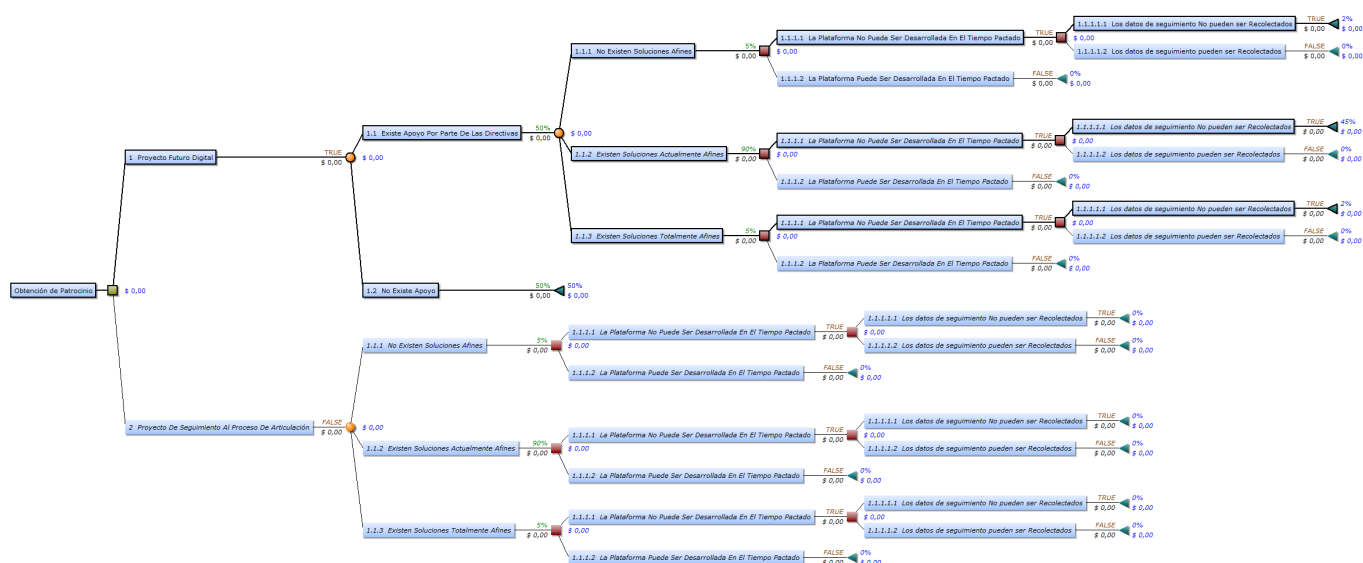 1.1.1.1.1 Los datos de seguimiento No pueden ser Recolectados TRUE 2%
$ 0,00 $ 0,00
1.1.1.1 La Plataforma No Puede Ser Desarrollada En El Tiempo Pactado TRUE
$ 0,00 $ 0,00
1.1.1.1.2 Los datos de seguimiento pueden ser Recolectados FALSE 0%
$ 0,00 $ 0,00
1.1.1 No Existen Soluciones Afines 5%
$ 0,00 $ 0,00
1.1.1.2 La Plataforma Puede Ser Desarrollada En El Tiempo Pactado FALSE 0%
$ 0,00 $ 0,00
1.1.1.1.1 Los datos de seguimiento No pueden ser Recolectados TRUE 45%
$ 0,00 $ 0,00
1.1 Existe Apoyo Por Parte De Las Directivas 50%
$ 0,00 $ 0,00
1.1.1.1 La Plataforma No Puede Ser Desarrollada En El Tiempo Pactado TRUE
$ 0,00 $ 0,00
1.1.1.1.2 Los datos de seguimiento pueden ser Recolectados FALSE 0%
$ 0,00 $ 0,00
1 Proyecto Futuro Digital TRUE
$ 0,00 $ 0,00
1.1.2 Existen Soluciones Actualmente Afines 90%
$ 0,00 $ 0,00
1.1.1.2 La Plataforma Puede Ser Desarrollada En El Tiempo Pactado FALSE 0%
$ 0,00 $ 0,00
1.1.1.1.1 Los datos de seguimiento No pueden ser Recolectados TRUE 2%
$ 0,00 $ 0,00
1.1.1.1 La Plataforma No Puede Ser Desarrollada En El Tiempo Pactado TRUE
$ 0,00 $ 0,00
1.1.1.1.2 Los datos de seguimiento pueden ser Recolectados FALSE 0%
$ 0,00 $ 0,00
1.1.3 Existen Soluciones Totalmente Afines 5%
$ 0,00 $ 0,00
1.1.1.2 La Plataforma Puede Ser Desarrollada En El Tiempo Pactado FALSE 0%
$ 0,00 $ 0,00
Obtención de Patrocinio $ 0,00
1.2 No Existe Apoyo 50% 50%
$ 0,00 $ 0,00
1.1.1.1.1 Los datos de seguimiento No pueden ser Recolectados TRUE 0%
$ 0,00 $ 0,00
1.1.1.1 La Plataforma No Puede Ser Desarrollada En El Tiempo Pactado TRUE
$ 0,00 $ 0,00
1.1.1.1.2 Los datos de seguimiento pueden ser Recolectados FALSE 0%
$ 0,00 $ 0,00
1.1.1 No Existen Soluciones Afines 5%
$ 0,00 $ 0,00
1.1.1.2 La Plataforma Puede Ser Desarrollada En El Tiempo Pactado FALSE 0%
$ 0,00 $ 0,00
2 Proyecto De Seguimiento Al Proceso De Articulación FALSE
$ 0,00 $ 0,00
1.1.1.1.1 Los datos de seguimiento No pueden ser Recolectados TRUE 0%
$ 0,00 $ 0,00
1.1.1.1 La Plataforma No Puede Ser Desarrollada En El Tiempo Pactado TRUE
$ 0,00 $ 0,00
1.1.1.1.2 Los datos de seguimiento pueden ser Recolectados FALSE 0%
$ 0,00 $ 0,00
1.1.2 Existen Soluciones Actualmente Afines 90%
$ 0,00 $ 0,00
1.1.1.2 La Plataforma Puede Ser Desarrollada En El Tiempo Pactado FALSE 0%
$ 0,00 $ 0,00
1.1.1.1.1 Los datos de seguimiento No pueden ser Recolectados TRUE 0%
$ 0,00 $ 0,00
1.1.1.1 La Plataforma No Puede Ser Desarrollada En El Tiempo Pactado TRUE
$ 0,00 $ 0,00
1.1.1.1.2 Los datos de seguimiento pueden ser Recolectados FALSE 0%
$ 0,00 $ 0,00
1.1.3 Existen Soluciones Totalmente Afines 5%
$ 0,00 $ 0,00
1.1.1.2 La Plataforma Puede Ser Desarrollada En El Tiempo Pactado FALSE 0%
$ 0,00 $ 0,00